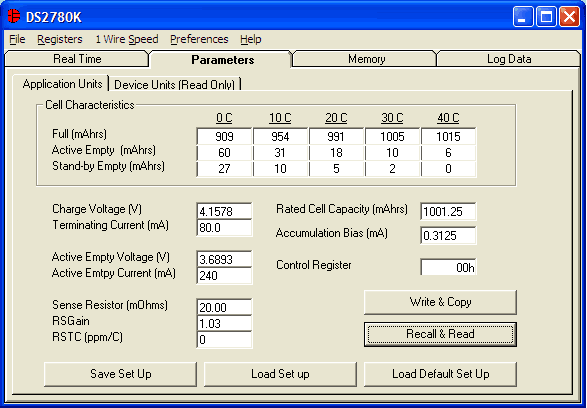 DS2780K
File Registers 1 Wire Speed Preferences Help
Real Time Parameters Memory Log Data
Application Units Device Units (Read Only)
Cell Characteristics
0 C 10 C 20 C 30 C 40 C
Full (mAhrs) 909 954 991 1005 1015
Active Empty (mAhrs) 60 31 18 10 6
Stand-by Empty (mAhrs) 27 10 5 2 0
Charge Voltage (V) 4.1578 Rated Cell Capacity (mAhrs) 1001.25
Terminating Current (mA) 80.0 Accumulation Bias (mA) 0.3125
Active Empty Voltage (V) 3.6893
Active Emtpy Current (mA) 240 Control Register 00h
Sense Resistor (mOhms) 20.00 Write & Copy
RSGain 1.03
RSTC (ppm/C) 0 Recall & Read
Save Set Up Load Set up Load Default Set Up